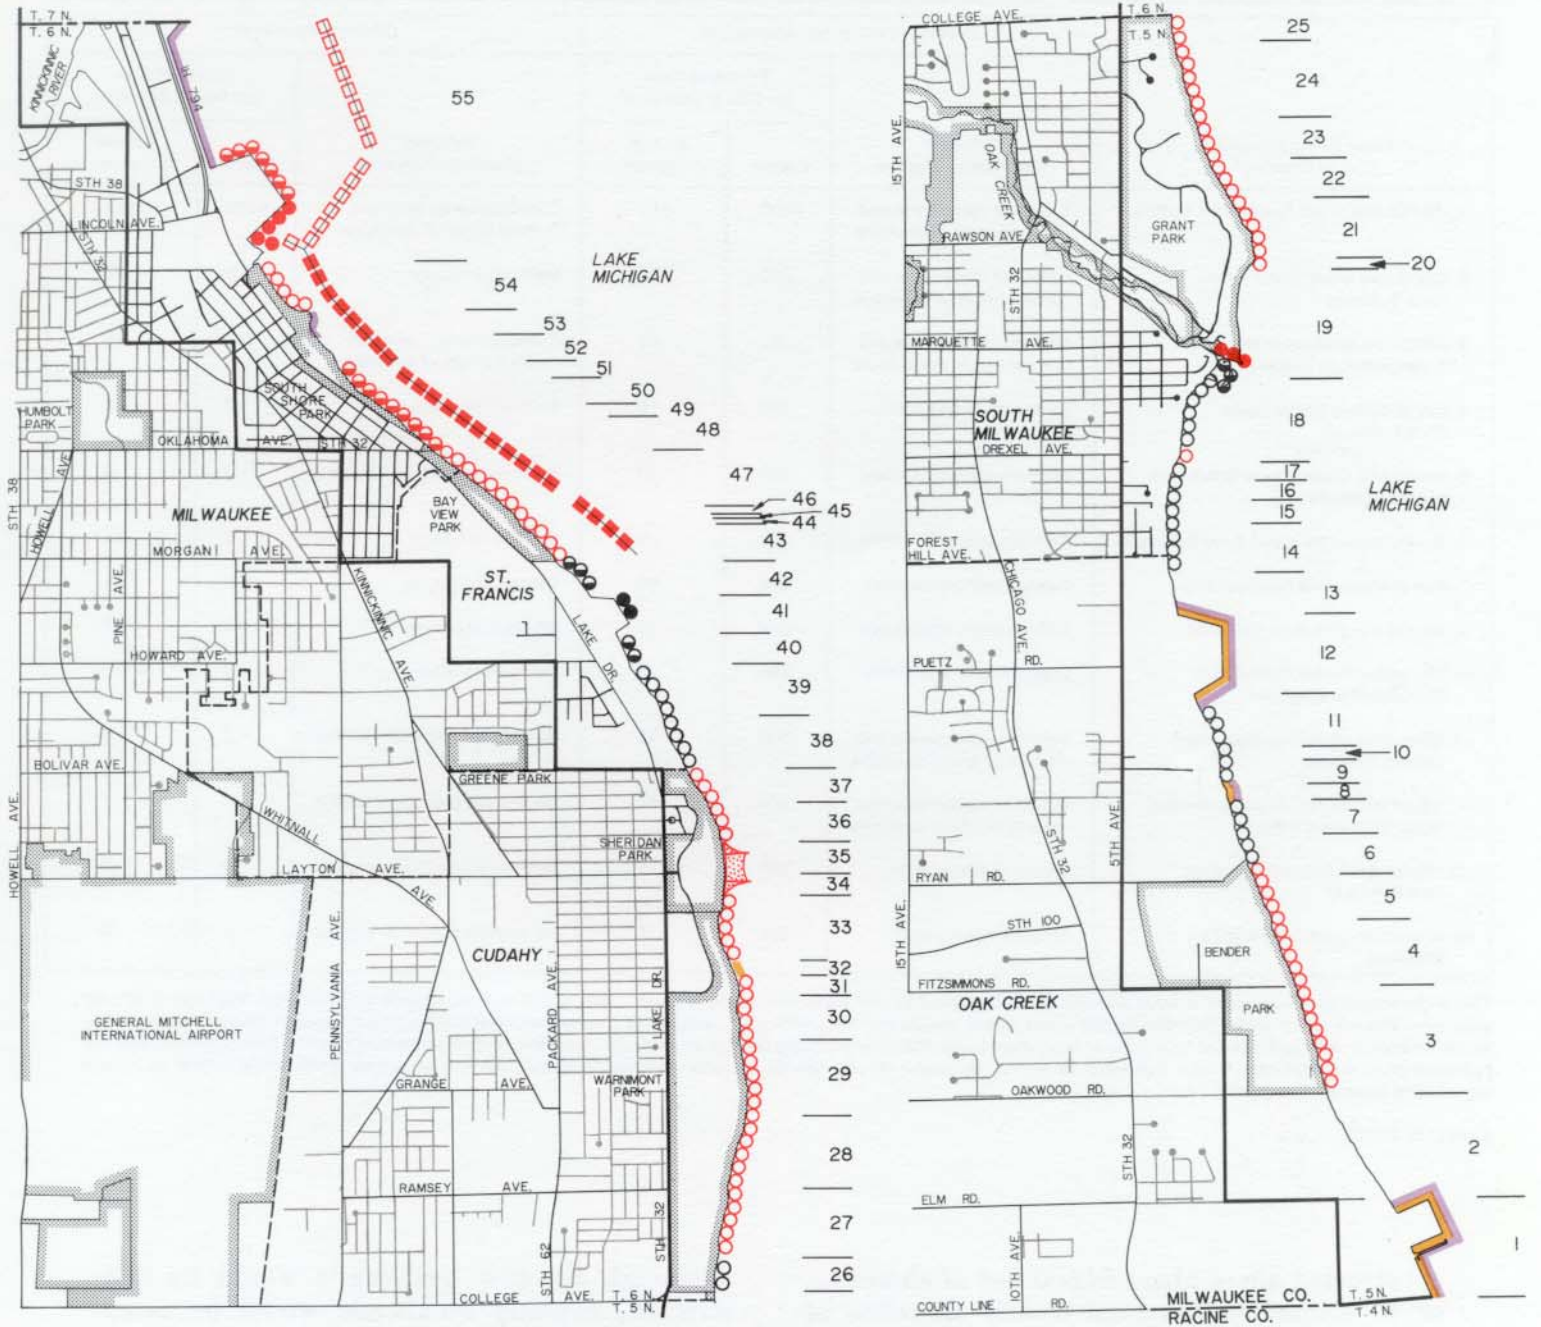 T. 7 N.
T. 6 N.
KINNICKINNIC
RIVER
IH 794
55
STH 38
LINCOLN AVE.
STH 32
LAKE
MICHIGAN
54
53
52
51
50
49
48
47
46
45
44
43
42
41
40
39
38
37
36
35
34
33
32
31
30
29
28
27
26
SOUTH
SHORE
PARK
HUMBOLT
PARK
OKLAHOMA AVE.
STH 32
STH 38
HOWELL AVE.
BAY
VIEW
PARK
MILWAUKEE
MORGAN AVE.
ST.
FRANCIS
PINE AVE.
KINNICKINNIC AVE.
LAKE DR.
HOWARD AVE.
BOLIVAR AVE.
GREENE PARK
WHITNALL AVE
SHERIDAN
PARK
LAYTON AVE.
HOWELL AVE.
PENNSYLVANIA AVE.
CUDAHY
PACKARD AVE.
LAKE DR.
GENERAL MITCHELL
INTERNATIONAL AIRPORT
GRANGE AVE.
WARNIMONT
PARK
RAMSEY AVE.
STH 62
STH 32
COLLEGE AVE.
T. 6 N.
T. 5 N.
COLLEGE AVE.
T. 6 N.
T. 5 N.
25
24
23
22
21
20
19
18
17
16
15
14
13
12
11
10
9
8
7
6
5
4
3
2
1
15TH AVE.
OAK CREEK
GRANT
PARK
RAWSON AVE.
STH 32
MARQUETTE AVE.
SOUTH
MILWAUKEE
DREXEL AVE.
LAKE
MICHIGAN
FOREST
HILL AVE.
CHICAGO AVE.
PUETZ RD.
5TH AVE.
STH 32
RYAN RD.
15TH AVE.
STH 100
BENDER
PARK
FITZSIMMONS RD.
OAK CREEK
OAKWOOD RD.
STH 32
ELM RD.
10TH AVE.
COUNTY LINE RD.
MILWAUKEE CO.
RACINE CO.
T. 5N.
T. 4 N.